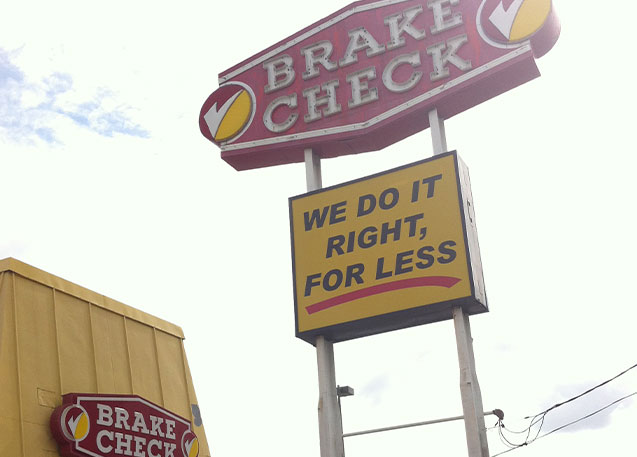 BRAKE
CHECK
WE DO IT
RIGHT,
FOR LESS
BRAKE
CHECK